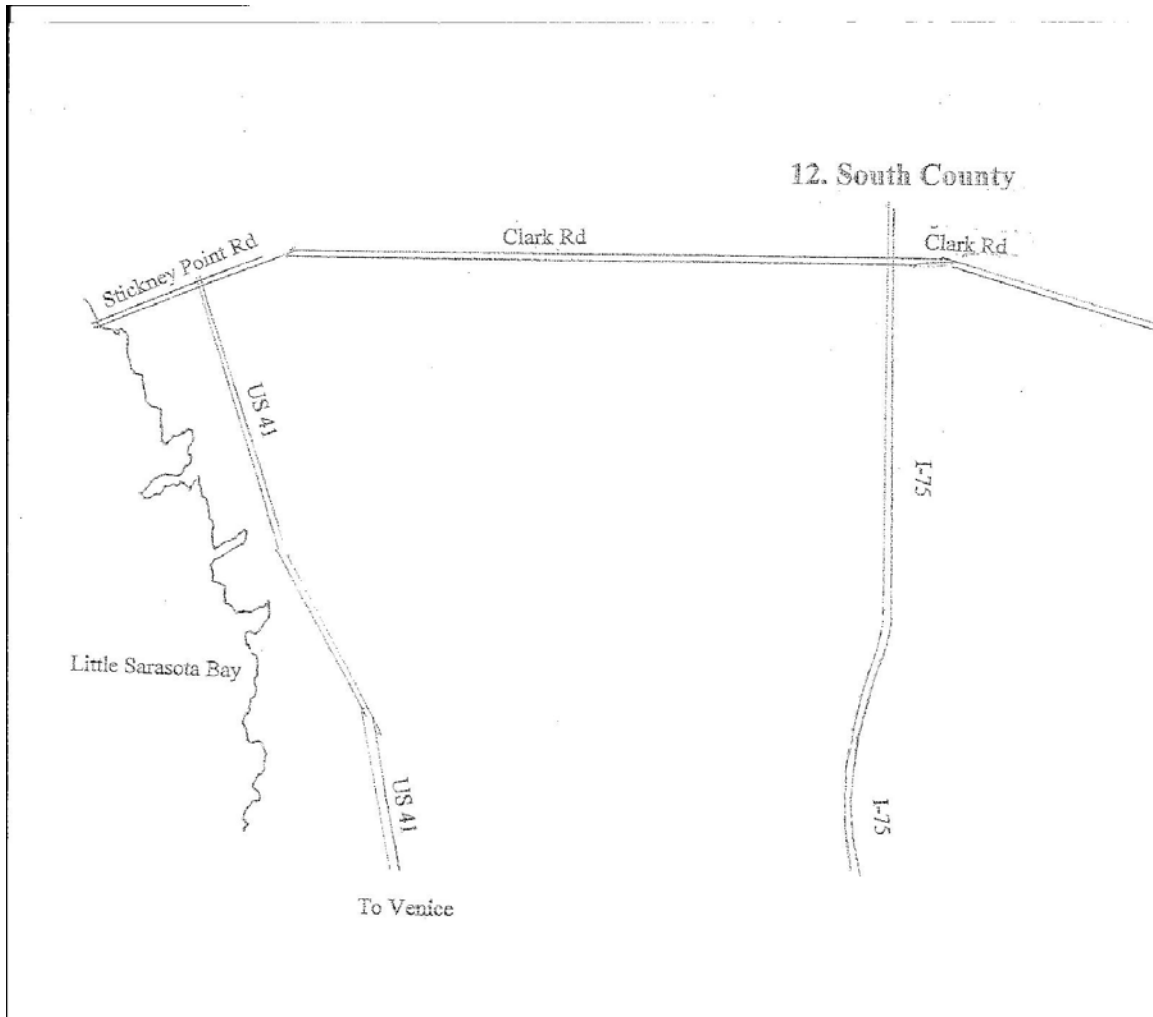 12. South County
Clark Rd
Clark Rd
Stickney Point Rd
US 41
I-75
Little Sarasota Bay
US 41
I-75
To Venice